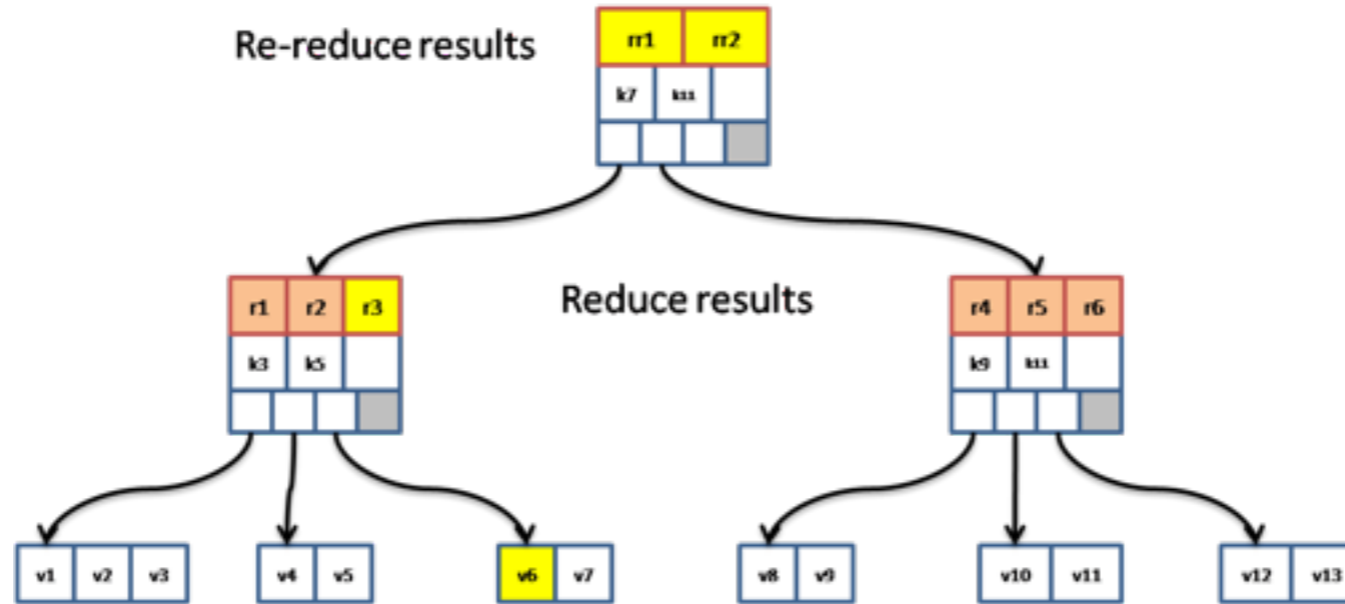 Re-reduce results
rr1 rr2
k7 k11
Reduce results
r1 r2 r3
r4 r5 r6
k3 k5
k9 k11
v1 v2 v3
v4 v5
v6 v7
v8 v9
v10 v11
v12 v13